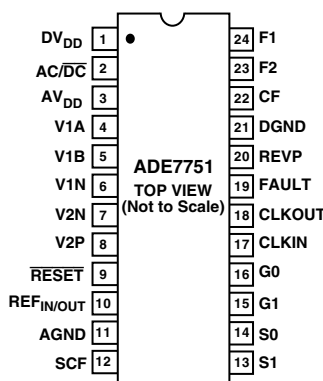 DVDD 1 24 F1
AC/DC 2 23 F2
AVDD 3 22 CF
V1A 4 21 DGND
V1B 5 20 REVP
V1N 6 19 FAULT
V2N 7 18 CLKOUT
V2P 8 17 CLKIN
RESET 9 16 G0
REFIN/OUT 10 15 G1
AGND 11 14 S0
SCF 12 13 S1
ADE7751
TOP VIEW
(Not to Scale)